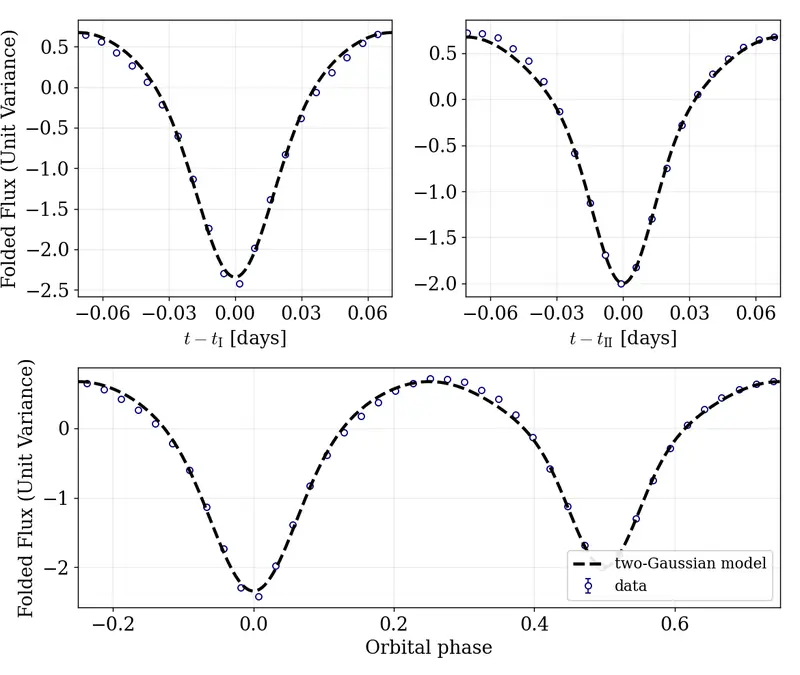 Folded Flux (Unit Variance)
0.5
0.0
−0.5
−1.0
−1.5
−2.0
−2.5
−0.06 −0.03 0.00 0.03 0.06
t − t_I [days]
0.5
0.0
−0.5
−1.0
−1.5
−2.0
−0.06 −0.03 0.00 0.03 0.06
t − t_II [days]
Folded Flux (Unit Variance)
0
−1
−2
−0.2 0.0 0.2 0.4 0.6
Orbital phase
two-Gaussian model
data